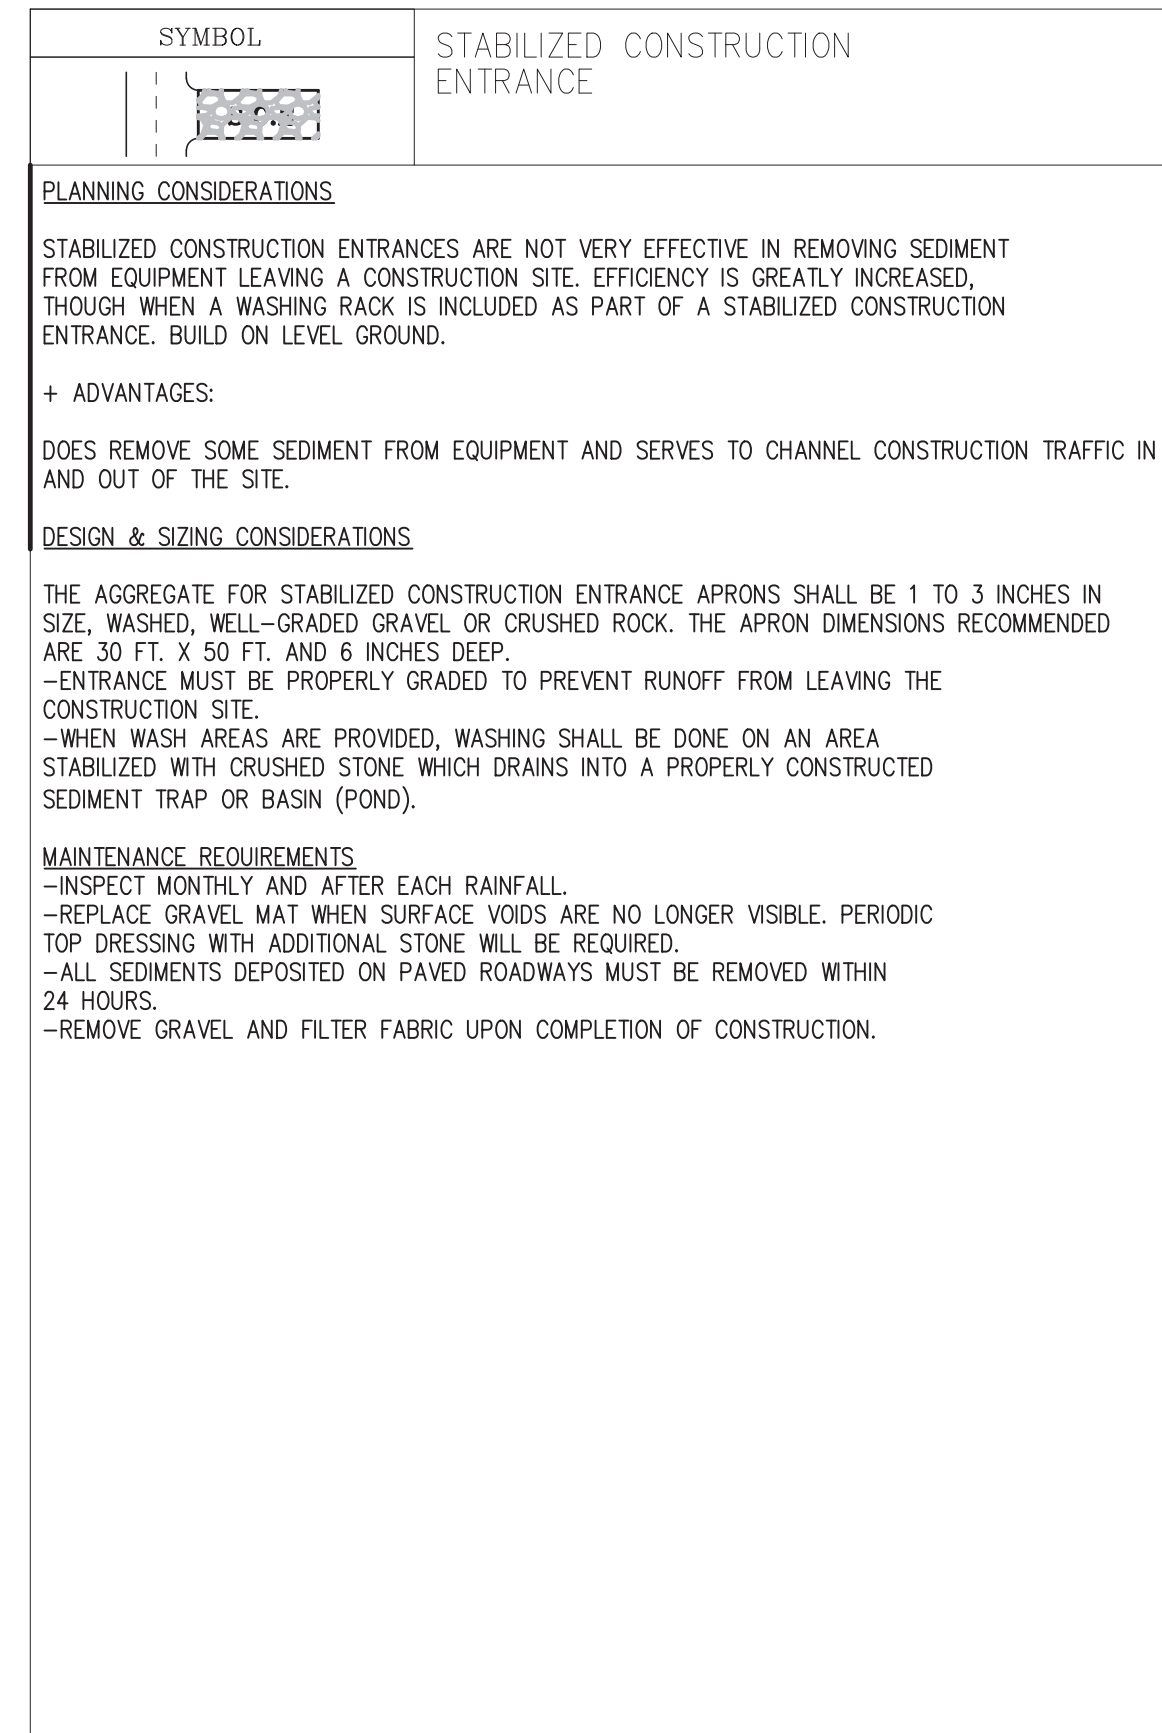 SYMBOL
STABILIZED CONSTRUCTION
ENTRANCE
PLANNING CONSIDERATIONS
STABILIZED CONSTRUCTION ENTRANCES ARE NOT VERY EFFECTIVE IN REMOVING SEDIMENT
FROM EQUIPMENT LEAVING A CONSTRUCTION SITE. EFFICIENCY IS GREATLY INCREASED,
THOUGH WHEN A WASHING RACK IS INCLUDED AS PART OF A STABILIZED CONSTRUCTION
ENTRANCE. BUILD ON LEVEL GROUND.
+ ADVANTAGES:
DOES REMOVE SOME SEDIMENT FROM EQUIPMENT AND SERVES TO CHANNEL CONSTRUCTION TRAFFIC IN
AND OUT OF THE SITE.
DESIGN & SIZING CONSIDERATIONS
THE AGGREGATE FOR STABILIZED CONSTRUCTION ENTRANCE APRONS SHALL BE 1 TO 3 INCHES IN
SIZE, WASHED, WELL–GRADED GRAVEL OR CRUSHED ROCK. THE APRON DIMENSIONS RECOMMENDED
ARE 30 FT. X 50 FT. AND 6 INCHES DEEP.
–ENTRANCE MUST BE PROPERLY GRADED TO PREVENT RUNOFF FROM LEAVING THE
CONSTRUCTION SITE.
–WHEN WASH AREAS ARE PROVIDED, WASHING SHALL BE DONE ON AN AREA
STABILIZED WITH CRUSHED STONE WHICH DRAINS INTO A PROPERLY CONSTRUCTED
SEDIMENT TRAP OR BASIN (POND).
MAINTENANCE REOUIREMENTS
–INSPECT MONTHLY AND AFTER EACH RAINFALL.
–REPLACE GRAVEL MAT WHEN SURFACE VOIDS ARE NO LONGER VISIBLE. PERIODIC
TOP DRESSING WITH ADDITIONAL STONE WILL BE REQUIRED.
–ALL SEDIMENTS DEPOSITED ON PAVED ROADWAYS MUST BE REMOVED WITHIN
24 HOURS.
–REMOVE GRAVEL AND FILTER FABRIC UPON COMPLETION OF CONSTRUCTION.